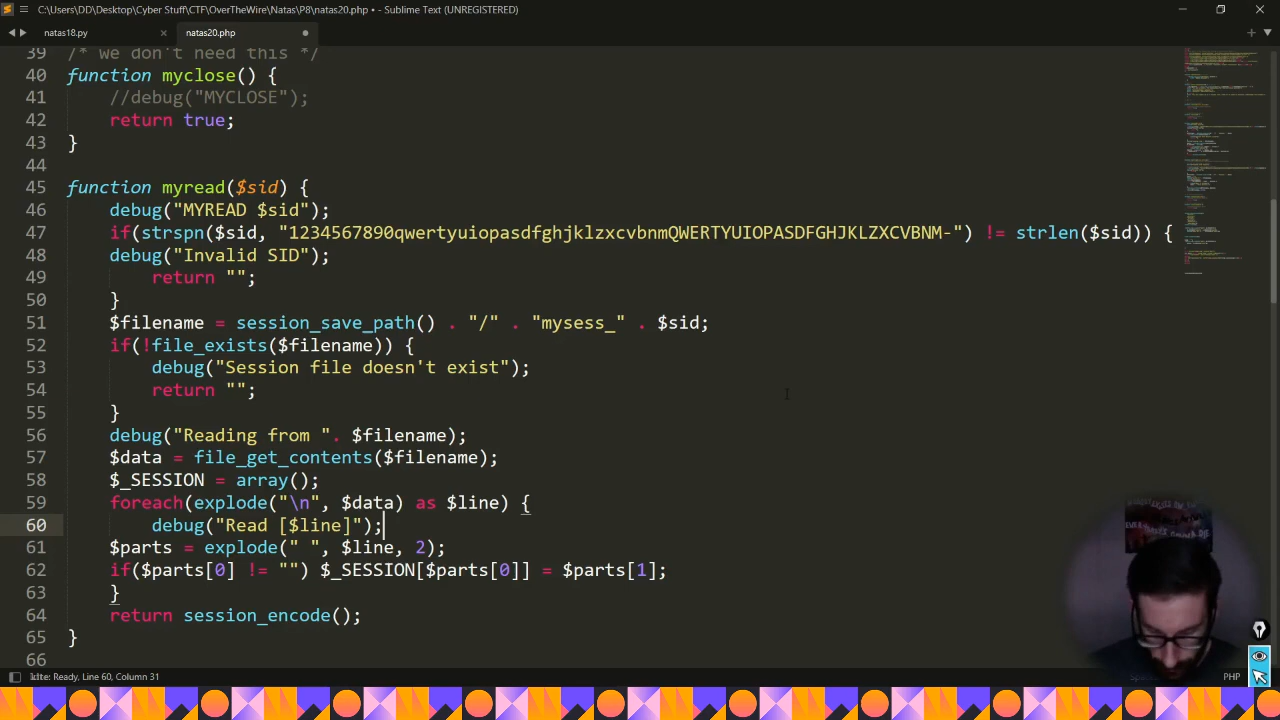 C:\Users\DD\Desktop\Cyber Stuff\CTF\OverTheWire\Natas\P8\natas20.php • - Sublime Text (UNREGISTERED)
natas18.py
natas20.php
39 /* we don't need this */
40 function myclose() {
41 //debug("MYCLOSE");
42 return true;
43 }
44
45 function myread($sid) {
46 debug("MYREAD $sid");
47 if(strspn($sid, "1234567890qwertyuiopasdfghjklzxcvbnmQWERTYUIOPASDFGHJKLZXCVBNM-") != strlen($sid)) {
48 debug("Invalid SID");
49 return "";
50 }
51 $filename = session_save_path() . "/" . "mysess_" . $sid;
52 if(!file_exists($filename)) {
53 debug("Session file doesn't exist");
54 return "";
55 }
56 debug("Reading from ". $filename);
57 $data = file_get_contents($filename);
58 $_SESSION = array();
59 foreach(explode("\n", $data) as $line) {
60 debug("Read [$line]");
61 $parts = explode(" ", $line, 2);
62 if($parts[0] != "") $_SESSION[$parts[0]] = $parts[1];
63 }
64 return session_encode();
65 }
66
Ready, Line 60, Column 31
PHP